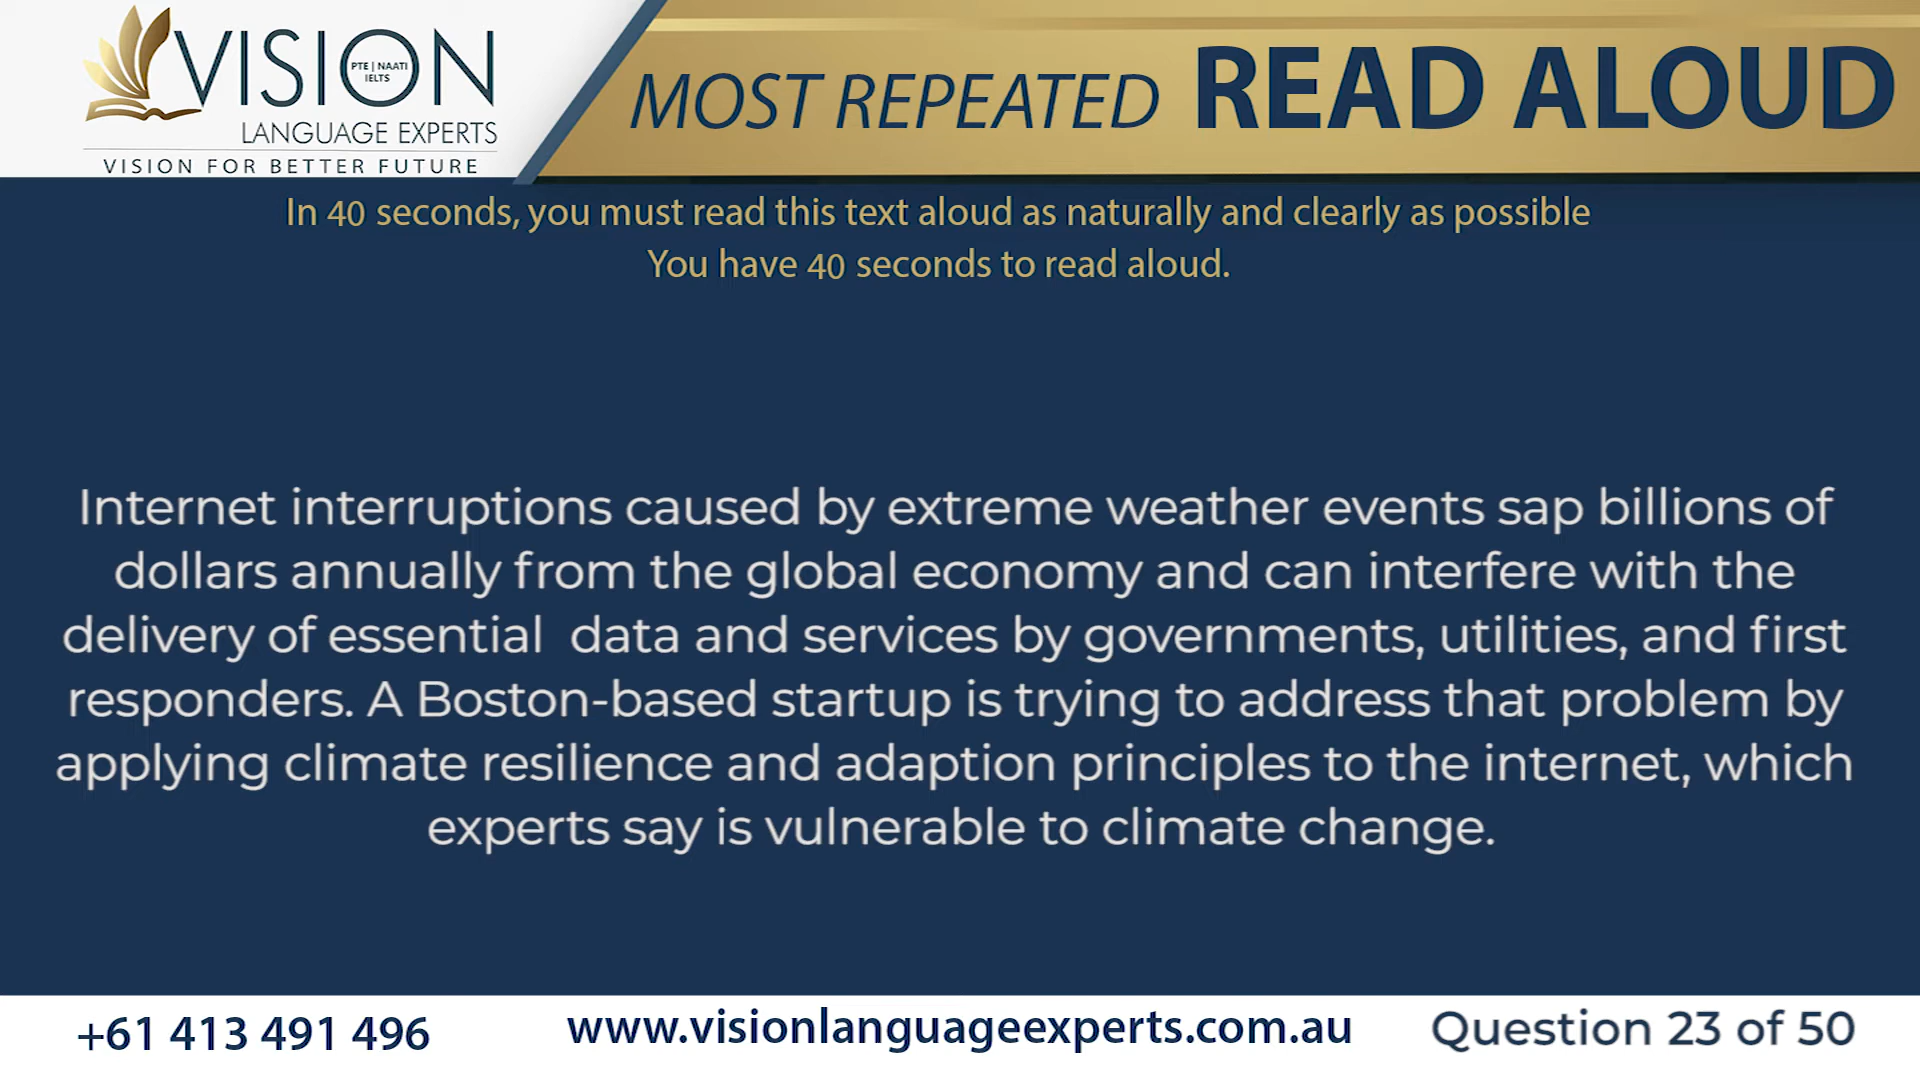 VISION
PTE | NAATI
IELTS
LANGUAGE EXPERTS
VISION FOR BETTER FUTURE
MOST REPEATED READ ALOUD
In 40 seconds, you must read this text aloud as naturally and clearly as possible
You have 40 seconds to read aloud.
Internet interruptions caused by extreme weather events sap billions of
dollars annually from the global economy and can interfere with the
delivery of essential data and services by governments, utilities, and first
responders. A Boston-based startup is trying to address that problem by
applying climate resilience and adaption principles to the internet, which
experts say is vulnerable to climate change.
+61 413 491 496
www.visionlanguageexperts.com.au
Question 23 of 50